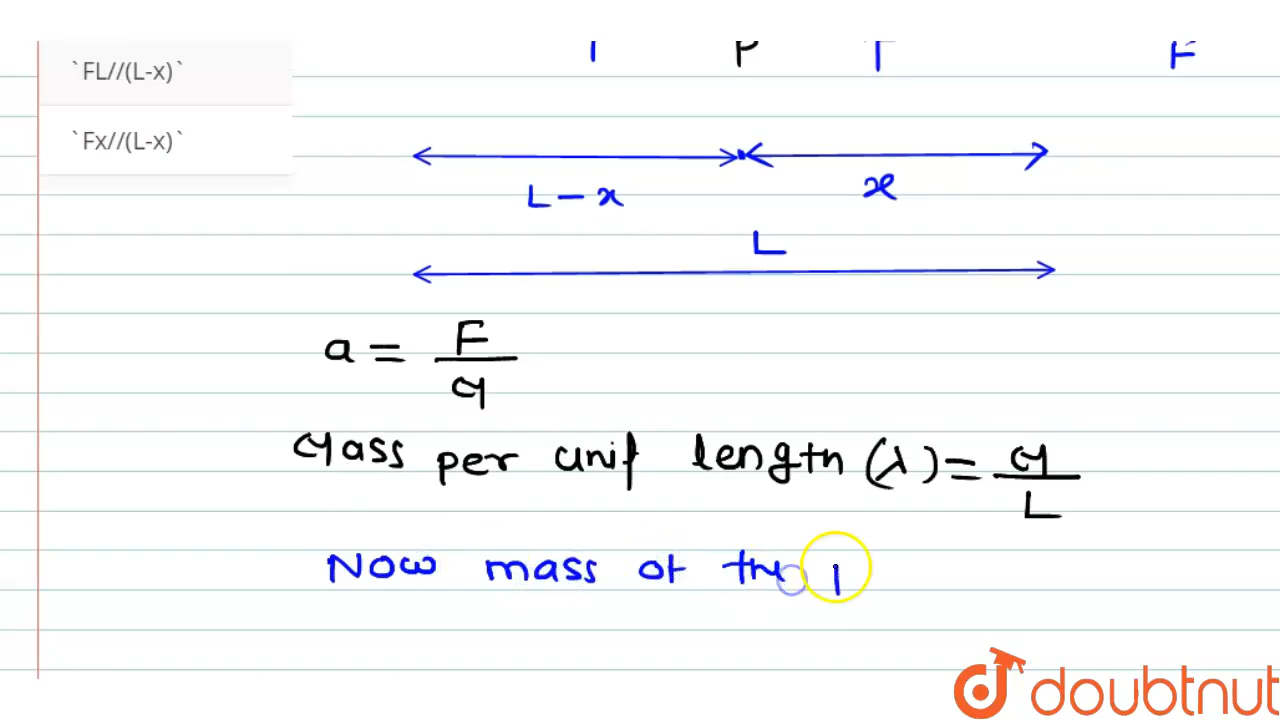 `FL//(L-x)`
`Fx//(L-x)`
T P T F
L - x x
L
a = F / M
Mass per unit length (λ) = M / L
Now mass of the
doubtnut